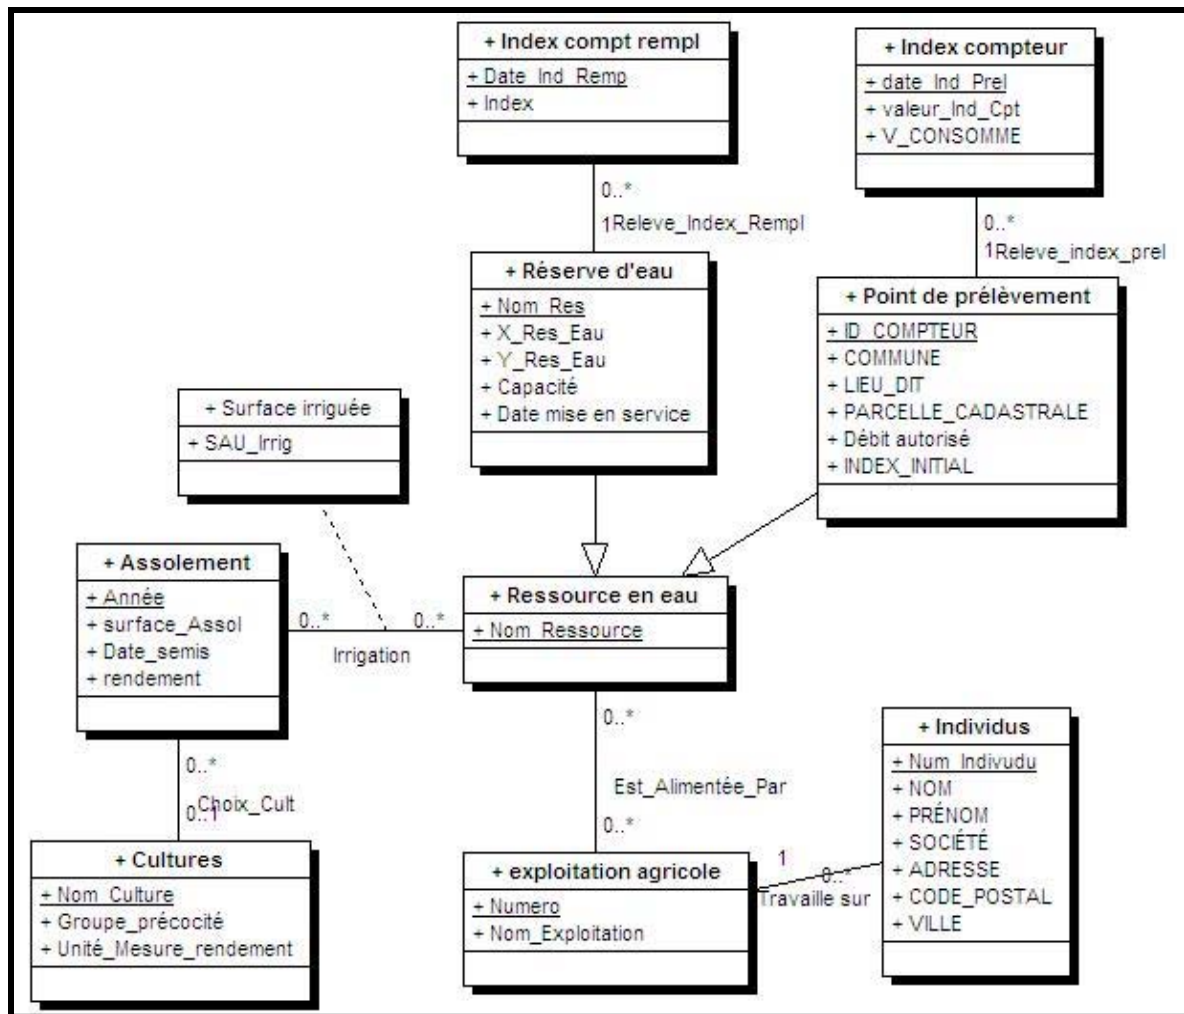 + Index compt rempl
+ Date_Ind_Remp
+ Index
+ Index compteur
+ date_Ind_Prel
+ valeur_Ind_Cpt
+ V_CONSOMME
0..*
1Releve_Index_Rempl
0..*
1Releve_index_prel
+ Réserve d'eau
+ Nom_Res
+ X_Res_Eau
+ Y_Res_Eau
+ Capacité
+ Date mise en service
+ Point de prélèvement
+ ID_COMPTEUR
+ COMMUNE
+ LIEU_DIT
+ PARCELLE_CADASTRALE
+ Débit autorisé
+ INDEX_INITIAL
+ Surface irriguée
+ SAU_Irrig
+ Assolement
+ Année
+ surface_Assol
+ Date_semis
+ rendement
0..*
0..*
Irrigation
+ Ressource en eau
+ Nom_Ressource
0..*
Choix_Cult
0..1
0..*
Est_Alimentée_Par
0..*
+ Individus
+ Num_Indivudu
+ NOM
+ PRÉNOM
+ SOCIÉTÉ
+ ADRESSE
+ CODE_POSTAL
+ VILLE
1
0..*
Travaille sur
+ Cultures
+ Nom_Culture
+ Groupe_précocité
+ Unité_Mesure_rendement
+ exploitation agricole
+ Numero
+ Nom_Exploitation